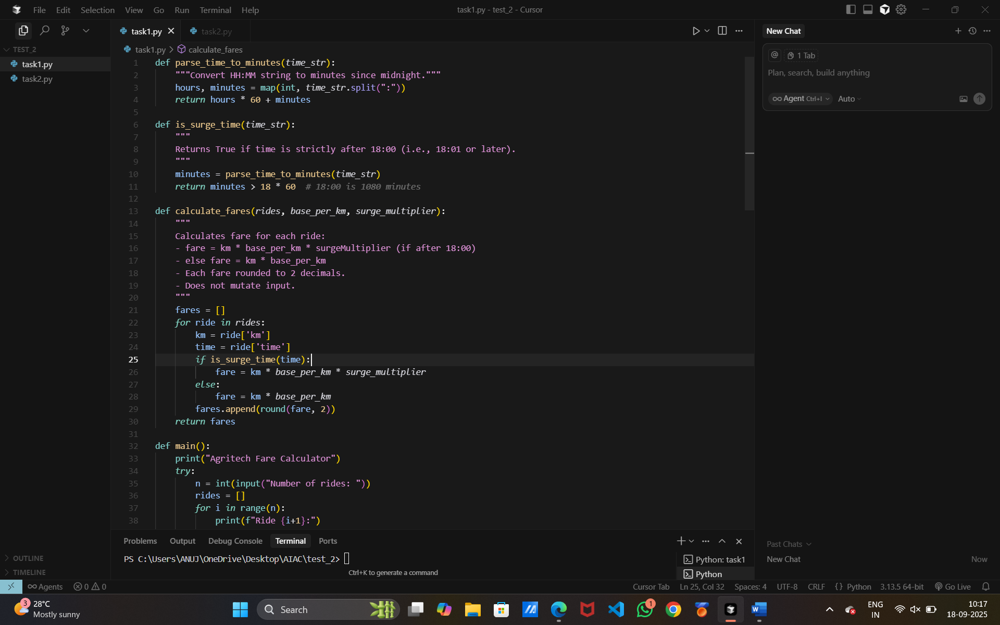 File Edit Selection View Go Run Terminal Help
task1.py - test_2 - Cursor
TEST_2
task1.py
task2.py
OUTLINE
TIMELINE
task1.py
task2.py
task1.py > calculate_fares
1 def parse_time_to_minutes(time_str):
2 """Convert HH:MM string to minutes since midnight."""
3 hours, minutes = map(int, time_str.split(":"))
4 return hours * 60 + minutes
5
6 def is_surge_time(time_str):
7 """
8 Returns True if time is strictly after 18:00 (i.e., 18:01 or later).
9 """
10 minutes = parse_time_to_minutes(time_str)
11 return minutes > 18 * 60 # 18:00 is 1080 minutes
12
13 def calculate_fares(rides, base_per_km, surge_multiplier):
14 """
15 Calculates fare for each ride:
16 - fare = km * base_per_km * surgeMultiplier (if after 18:00)
17 - else fare = km * base_per_km
18 - Each fare rounded to 2 decimals.
19 - Does not mutate input.
20 """
21 fares = []
22 for ride in rides:
23 km = ride['km']
24 time = ride['time']
25 if is_surge_time(time):
26 fare = km * base_per_km * surge_multiplier
27 else:
28 fare = km * base_per_km
29 fares.append(round(fare, 2))
30 return fares
31
32 def main():
33 print("Agritech Fare Calculator")
34 try:
35 n = int(input("Number of rides: "))
36 rides = []
37 for i in range(n):
38 print(f"Ride {i+1}:")
Problems Output Debug Console Terminal Ports
PS C:\Users\ANUJ\OneDrive\Desktop\AIAC\test_2>
Ctrl+K to generate a command
Python: task1
Python
New Chat
@ 1 Tab
Plan, search, build anything
Agent Ctrl+I Auto
Past Chats
New Chat Now
Agents 0 0
Cursor Tab Ln 25, Col 32 Spaces: 4 UTF-8 CRLF {} Python 3.13.5 64-bit Go Live
3
28°C
Mostly sunny
Search
1
W
ENG
IN
10:17
18-09-2025